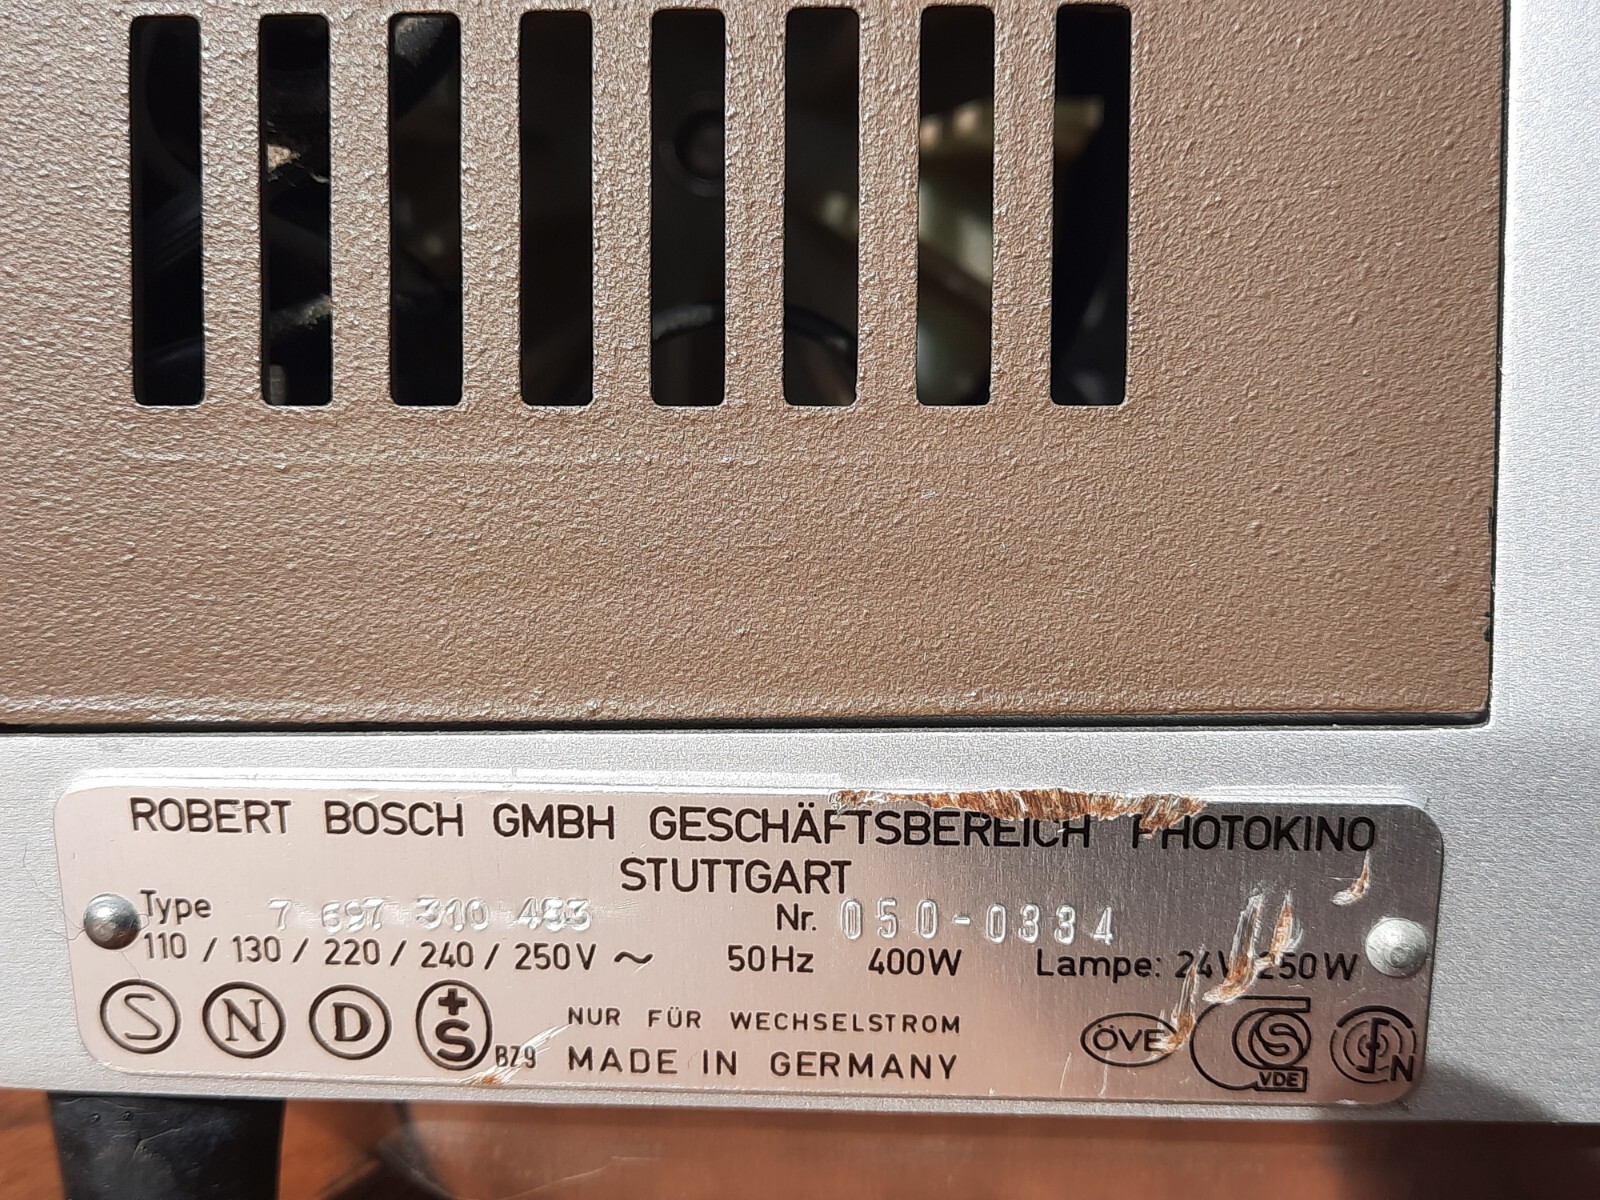 ROBERT BOSCH GMBH GESCHÄFTSBEREICH PHOTOKINO
STUTTGART
Type 7 697 310 483 Nr. 050-0334
110 / 130 / 220 / 240 / 250V ~ 50Hz 400W Lampe: 24V/250W
S N D +S B79 NUR FÜR WECHSELSTROM ÖVE GS VDE N
MADE IN GERMANY